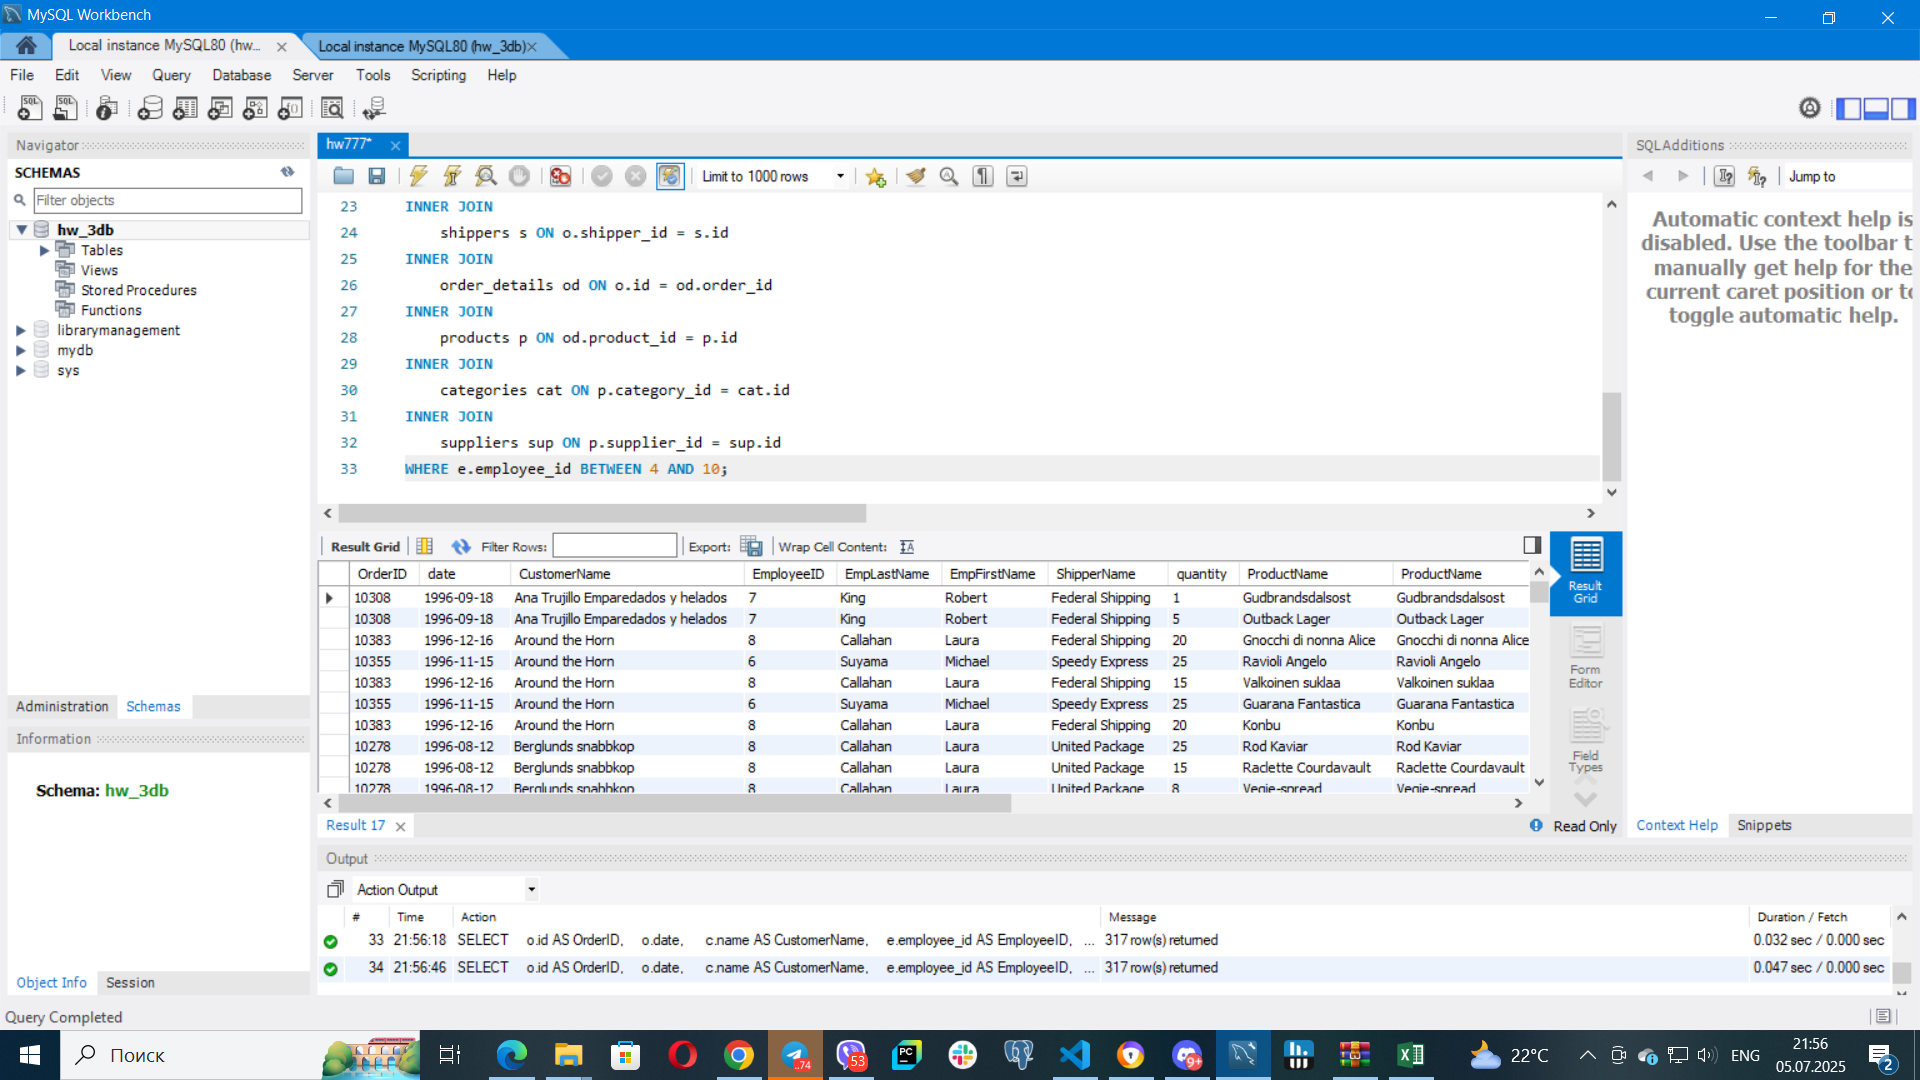 MySQL Workbench
Local instance MySQL80 (hw...
Local instance MySQL80 (hw_3db)
File Edit View Query Database Server Tools Scripting Help
Navigator
SCHEMAS
Filter objects
hw_3db
Tables
Views
Stored Procedures
Functions
librarymanagement
mydb
sys
Administration Schemas
Information
Schema: hw_3db
Object Info Session
hw777*
Limit to 1000 rows
23 INNER JOIN
24 shippers s ON o.shipper_id = s.id
25 INNER JOIN
26 order_details od ON o.id = od.order_id
27 INNER JOIN
28 products p ON od.product_id = p.id
29 INNER JOIN
30 categories cat ON p.category_id = cat.id
31 INNER JOIN
32 suppliers sup ON p.supplier_id = sup.id
33 WHERE e.employee_id BETWEEN 4 AND 10;
Result Grid Filter Rows: Export: Wrap Cell Content:
OrderID date CustomerName EmployeeID EmpLastName EmpFirstName ShipperName quantity ProductName ProductName
10308 1996-09-18 Ana Trujillo Emparedados y helados 7 King Robert Federal Shipping 1 Gudbrandsdalsost Gudbrandsdalsost
10308 1996-09-18 Ana Trujillo Emparedados y helados 7 King Robert Federal Shipping 5 Outback Lager Outback Lager
10383 1996-12-16 Around the Horn 8 Callahan Laura Federal Shipping 20 Gnocchi di nonna Alice Gnocchi di nonna Alice
10355 1996-11-15 Around the Horn 6 Suyama Michael Speedy Express 25 Ravioli Angelo Ravioli Angelo
10383 1996-12-16 Around the Horn 8 Callahan Laura Federal Shipping 15 Valkoinen suklaa Valkoinen suklaa
10355 1996-11-15 Around the Horn 6 Suyama Michael Speedy Express 25 Guarana Fantastica Guarana Fantastica
10383 1996-12-16 Around the Horn 8 Callahan Laura Federal Shipping 20 Konbu Konbu
10278 1996-08-12 Berglunds snabbkop 8 Callahan Laura United Package 25 Rod Kaviar Rod Kaviar
10278 1996-08-12 Berglunds snabbkop 8 Callahan Laura United Package 15 Raclette Courdavault Raclette Courdavault
10278 1996-08-12 Berglunds snabbkop 8 Callahan Laura United Package 8 Vegie-spread Vegie-spread
Result Grid
Form Editor
Field Types
Result 17
Read Only
SQLAdditions
Jump to
Automatic context help is
disabled. Use the toolbar t
manually get help for the
current caret position or to
toggle automatic help.
Context Help Snippets
Output
Action Output
# Time Action Message Duration / Fetch
33 21:56:18 SELECT o.id AS OrderID, o.date, c.name AS CustomerName, e.employee_id AS EmployeeID, ... 317 row(s) returned 0.032 sec / 0.000 sec
34 21:56:46 SELECT o.id AS OrderID, o.date, c.name AS CustomerName, e.employee_id AS EmployeeID, ... 317 row(s) returned 0.047 sec / 0.000 sec
Query Completed
Поиск
..74
53
PC
9+
22°C
ENG
21:56
05.07.2025
2